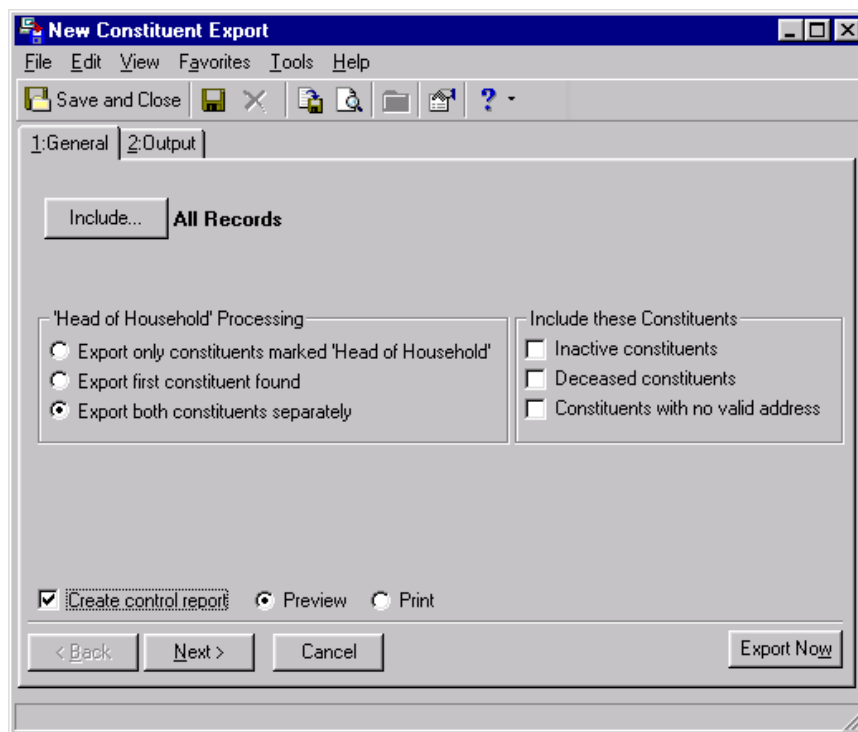 New Constituent Export
File Edit View Favorites Tools Help
Save and Close ?
1:General 2:Output
Include... All Records
'Head of Household' Processing
Export only constituents marked 'Head of Household'
Export first constituent found
Export both constituents separately
Include these Constituents
Inactive constituents
Deceased constituents
Constituents with no valid address
Create control report Preview Print
< Back Next > Cancel Export Now